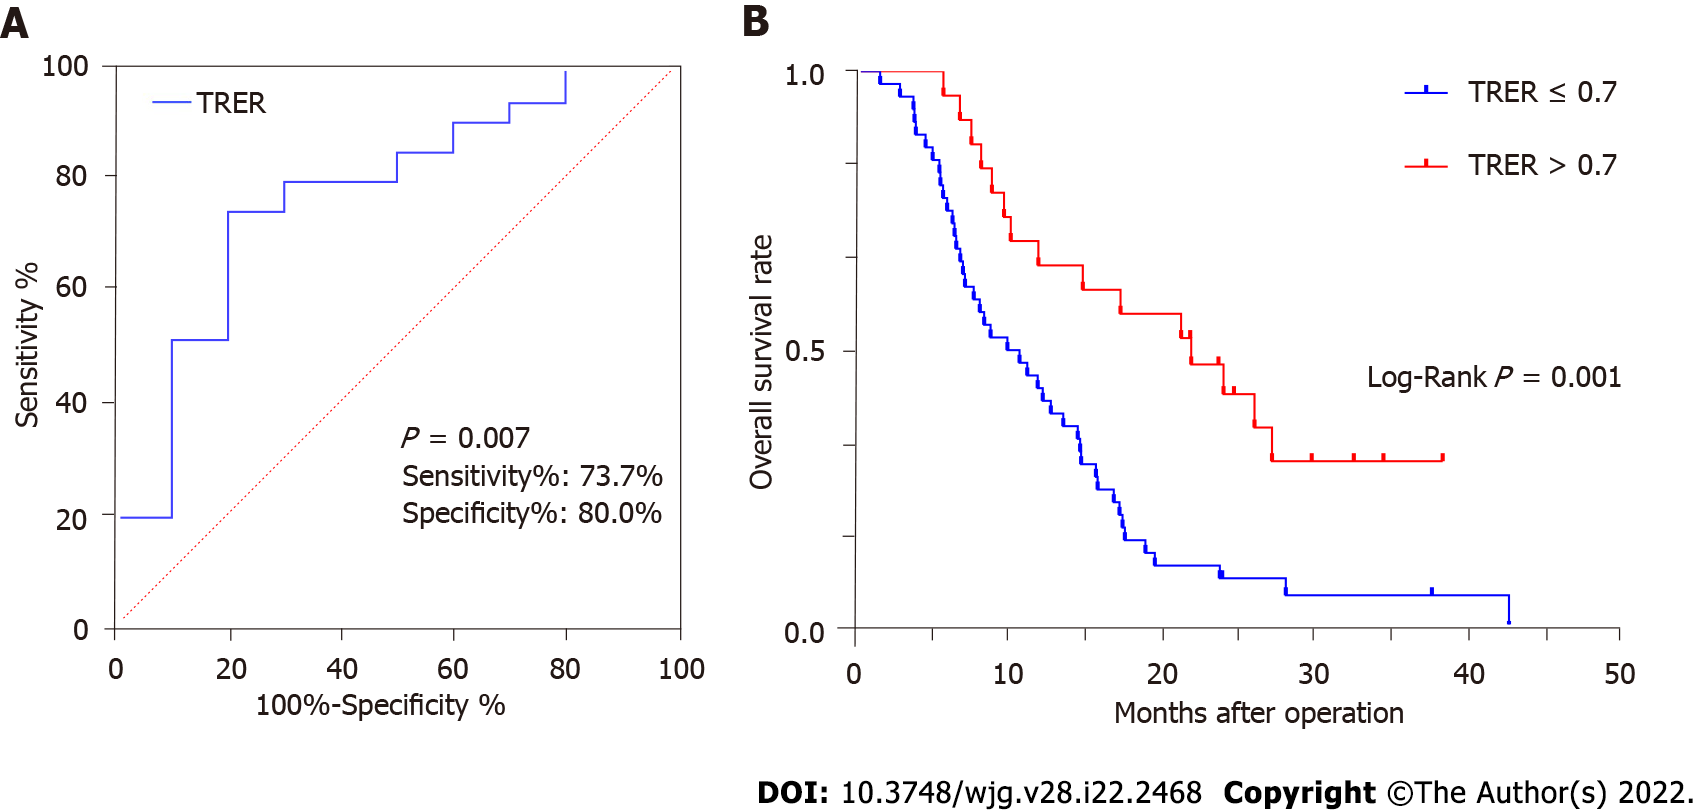 A
100
80
60
40
20
0
Sensitivity %
TRER
P = 0.007
Sensitivity%: 73.7%
Specificity%: 80.0%
0 20 40 60 80 100
100%-Specificity %
B
1.0
0.5
0.0
Overall survival rate
TRER ≤ 0.7
TRER > 0.7
Log-Rank P = 0.001
0 10 20 30 40 50
Months after operation
DOI: 10.3748/wjg.v28.i22.2468 Copyright ©The Author(s) 2022.